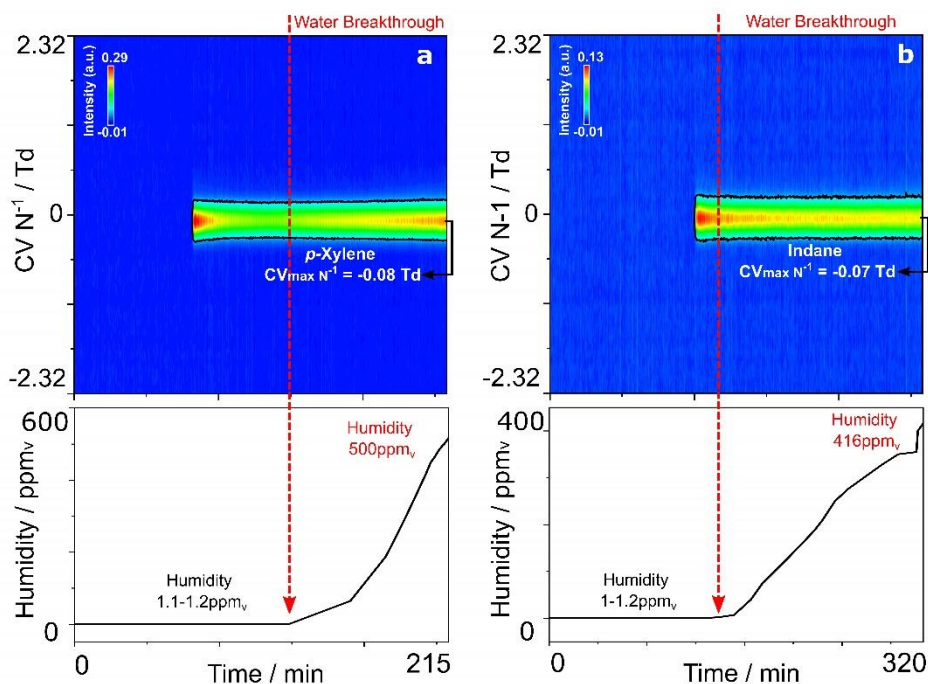 Water Breakthrough
2.32
0
-2.32
CV N⁻¹ / Td
Intensity (a.u.)
0.29
-0.01
a
p-Xylene
CVmax N⁻¹ = -0.08 Td
600
0
Humidity / ppmᵥ
Humidity
500ppmᵥ
Humidity
1.1-1.2ppmᵥ
0
215
Time / min
Water Breakthrough
2.32
0
-2.32
CV N-1 / Td
Intensity (a.u.)
0.13
-0.01
b
Indane
CVmax N⁻¹ = -0.07 Td
400
0
Humidity / ppmᵥ
Humidity
416ppmᵥ
Humidity
1-1.2ppmᵥ
0
320
Time / min